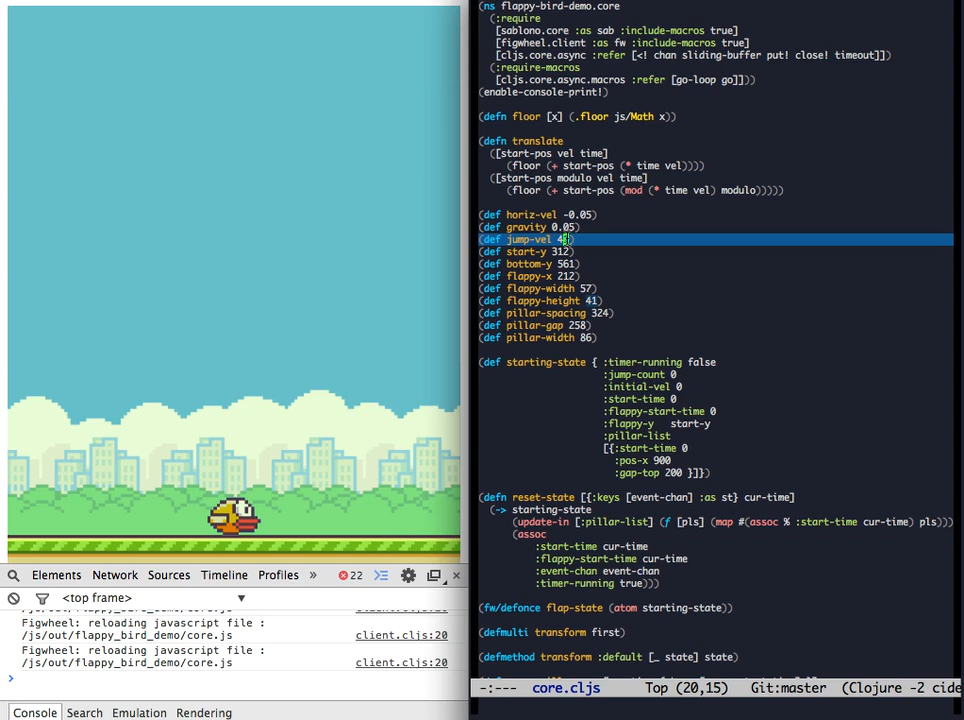 Elements Network Sources Timeline Profiles » 22
<top frame> ▼
client.cljs:20
Figwheel: reloading javascript file :
/js/out/flappy_bird_demo/core.js client.cljs:20
Figwheel: reloading javascript file :
/js/out/flappy_bird_demo/core.js client.cljs:20
>
Console Search Emulation Rendering
(ns flappy-bird-demo.core
(:require
[sablono.core :as sab :include-macros true]
[figwheel.client :as fw :include-macros true]
[cljs.core.async :refer [<! chan sliding-buffer put! close! timeout]])
(:require-macros
[cljs.core.async.macros :refer [go-loop go]]))
(enable-console-print!)
(defn floor [x] (.floor js/Math x))
(defn translate
([start-pos vel time]
(floor (+ start-pos (* time vel))))
([start-pos modulo vel time]
(floor (+ start-pos (mod (* time vel) modulo)))))
(def horiz-vel -0.05)
(def gravity 0.05)
(def jump-vel
(def start-y 312)
(def bottom-y 561)
(def flappy-x 212)
(def flappy-width 57)
(def flappy-height 41)
(def pillar-spacing 324)
(def pillar-gap 258)
(def pillar-width 86)
(def starting-state { :timer-running false
:jump-count 0
:initial-vel 0
:start-time 0
:flappy-start-time 0
:flappy-y start-y
:pillar-list
[{:start-time 0
:pos-x 900
:gap-top 200 }]})
(defn reset-state [{:keys [event-chan] :as st} cur-time]
(-> starting-state
(update-in [:pillar-list] (f [pls] (map #(assoc % :start-time cur-time) pls)))
(assoc
:start-time cur-time
:flappy-start-time cur-time
:event-chan event-chan
:timer-running true)))
(fw/defonce flap-state (atom starting-state))
(defmulti transform first)
(defmethod transform :default [_ state] state)
-:--- core.cljs Top (20,15) Git:master (Clojure -2 cide